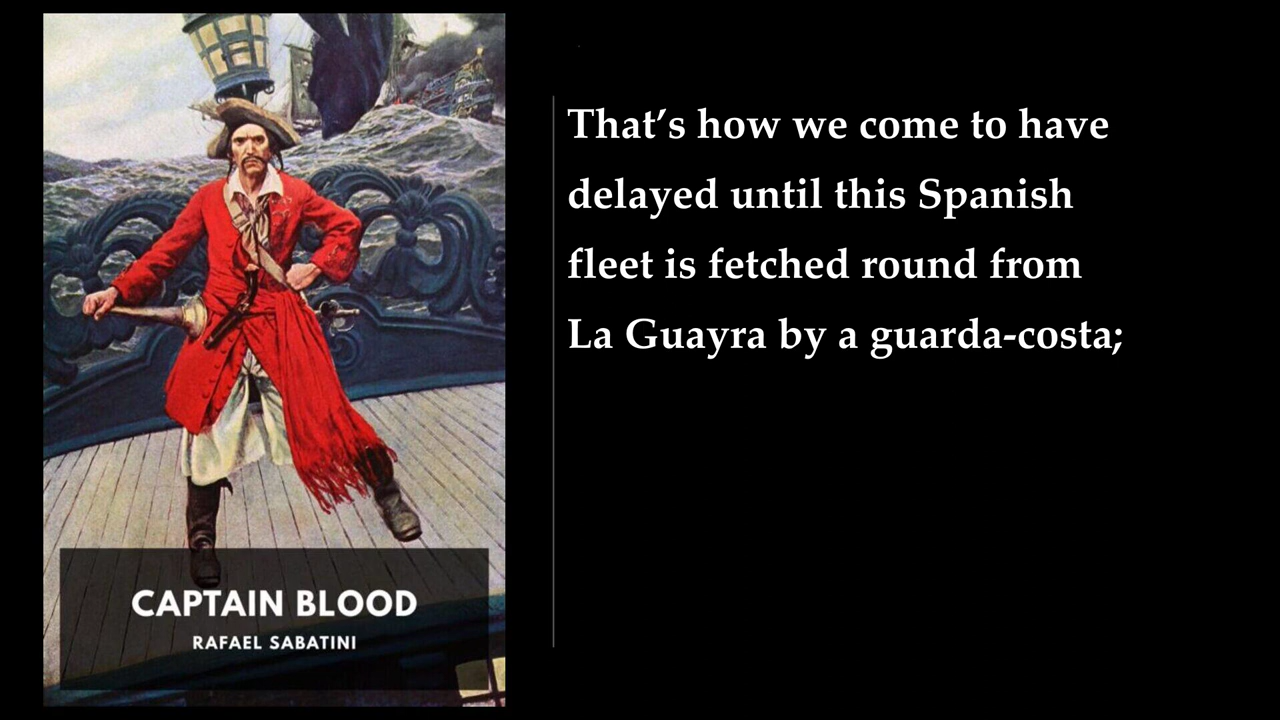 CAPTAIN BLOOD
RAFAEL SABATINI
That’s how we come to have
delayed until this Spanish
fleet is fetched round from
La Guayra by a guarda-costa;